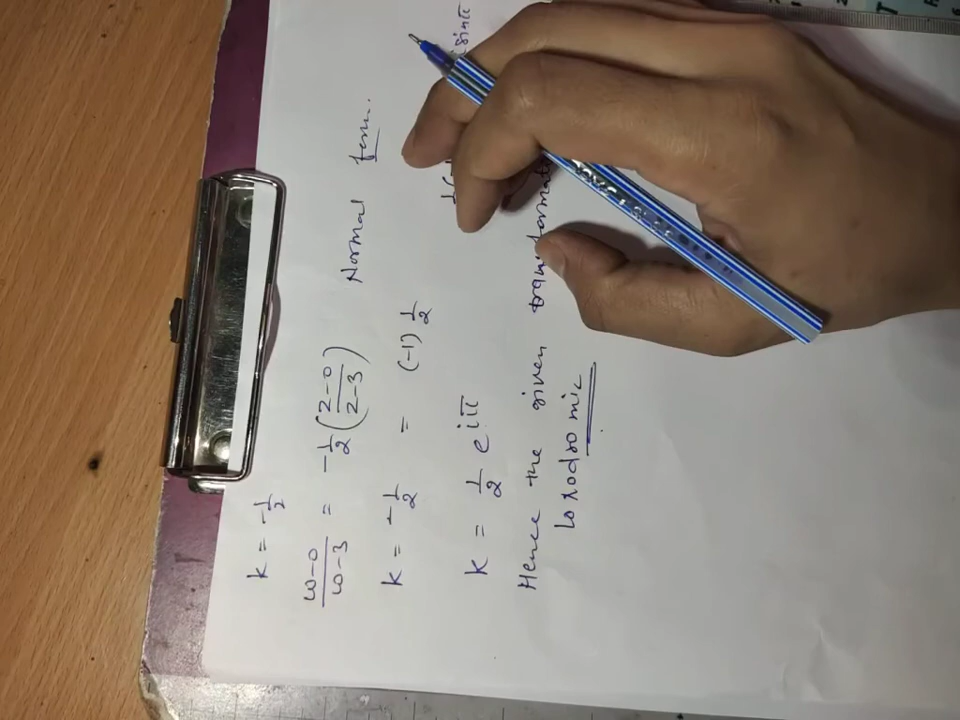 k = -1/2
(ω-0)/(ω-3) = -1/2 ((z-0)/(z-3)) Normal form.
k = -1/2 = (-1) 1/2
k = 1/2 e^{iπ}
Hence the given
loxodromic